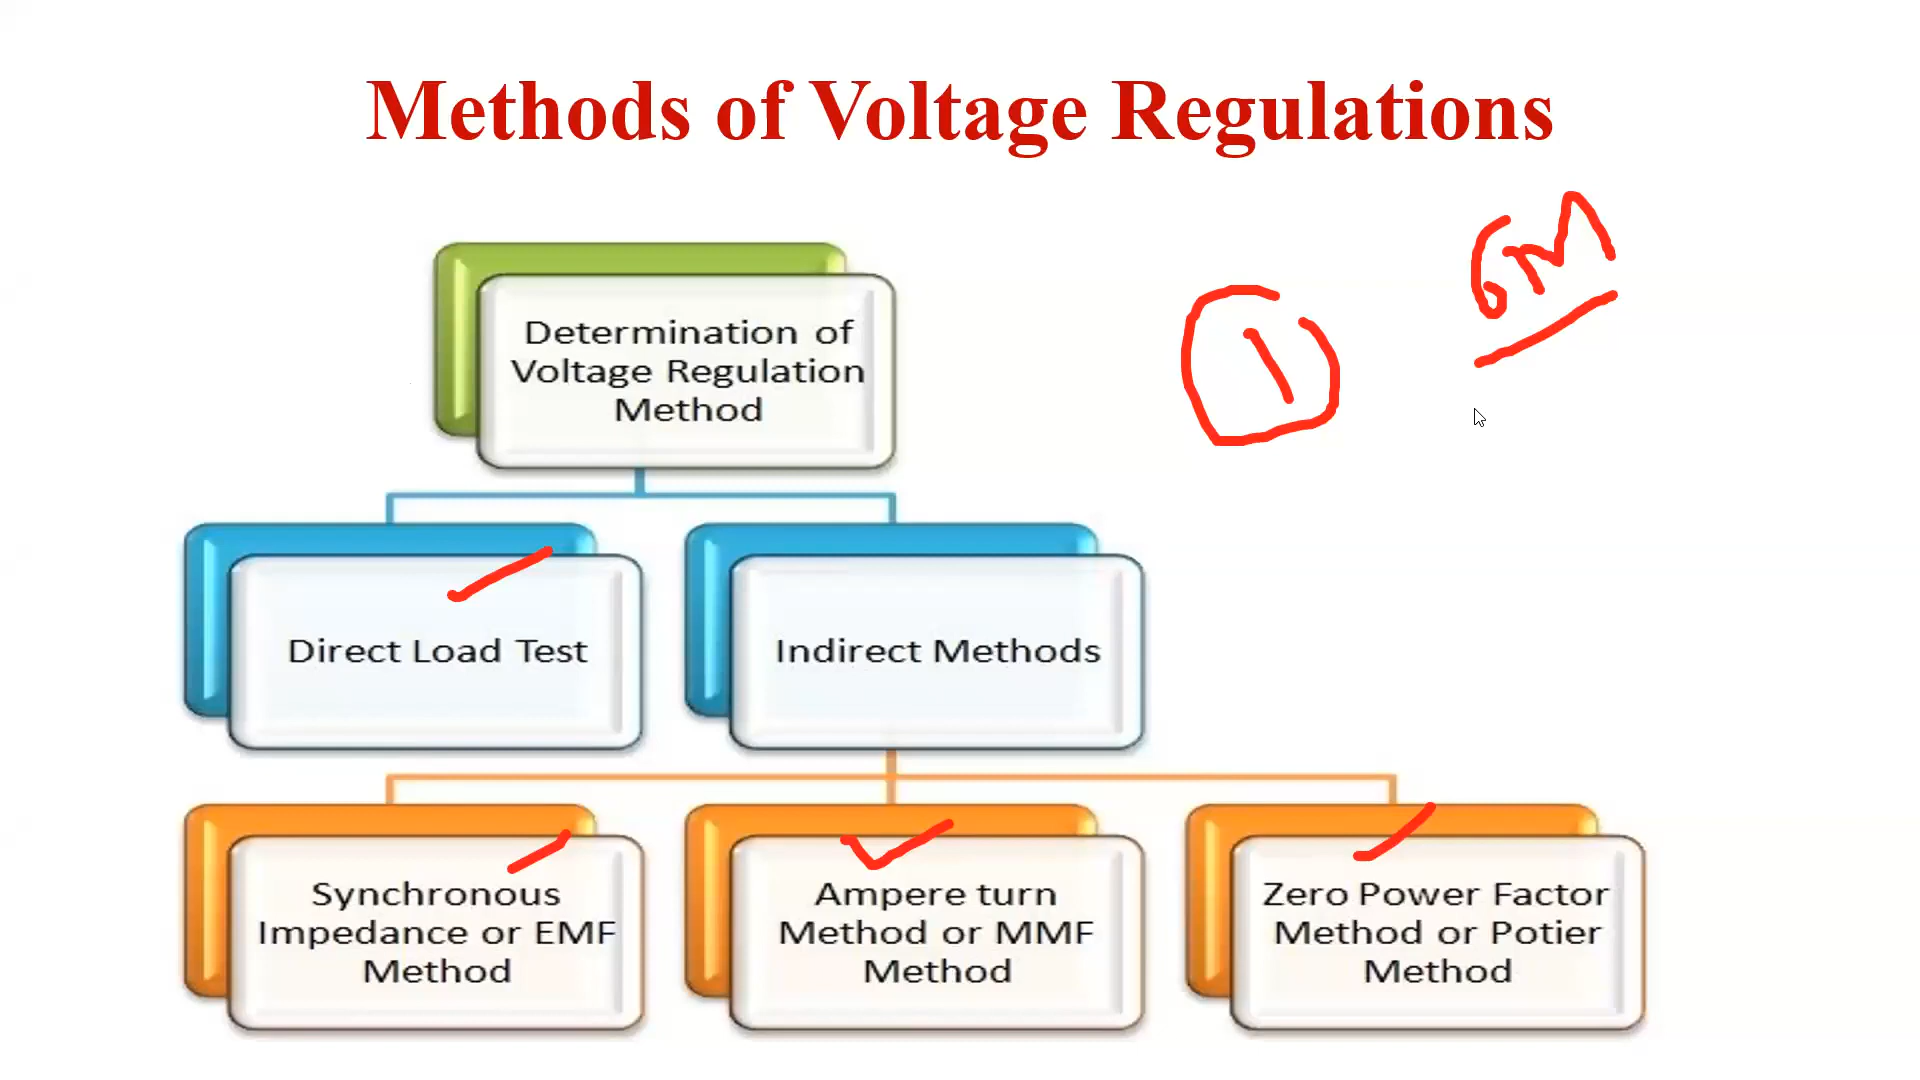 Methods of Voltage Regulations
6M
1
Determination of
Voltage Regulation
Method
Direct Load Test
Indirect Methods
Synchronous
Impedance or EMF
Method
Ampere turn
Method or MMF
Method
Zero Power Factor
Method or Potier
Method